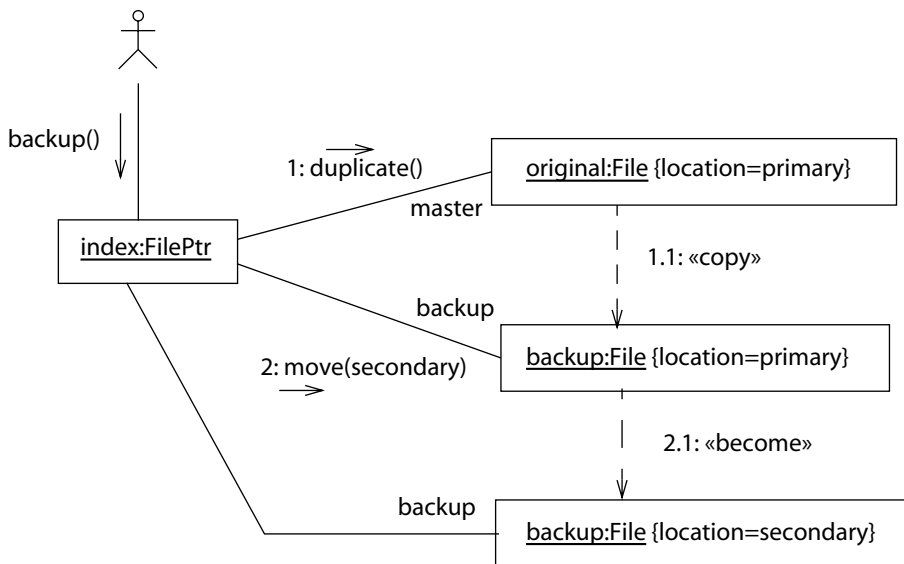 backup()
1: duplicate()
original:File {location=primary}
master
index:FilePtr
1.1: «copy»
backup
backup:File {location=primary}
2: move(secondary)
2.1: «become»
backup
backup:File {location=secondary}